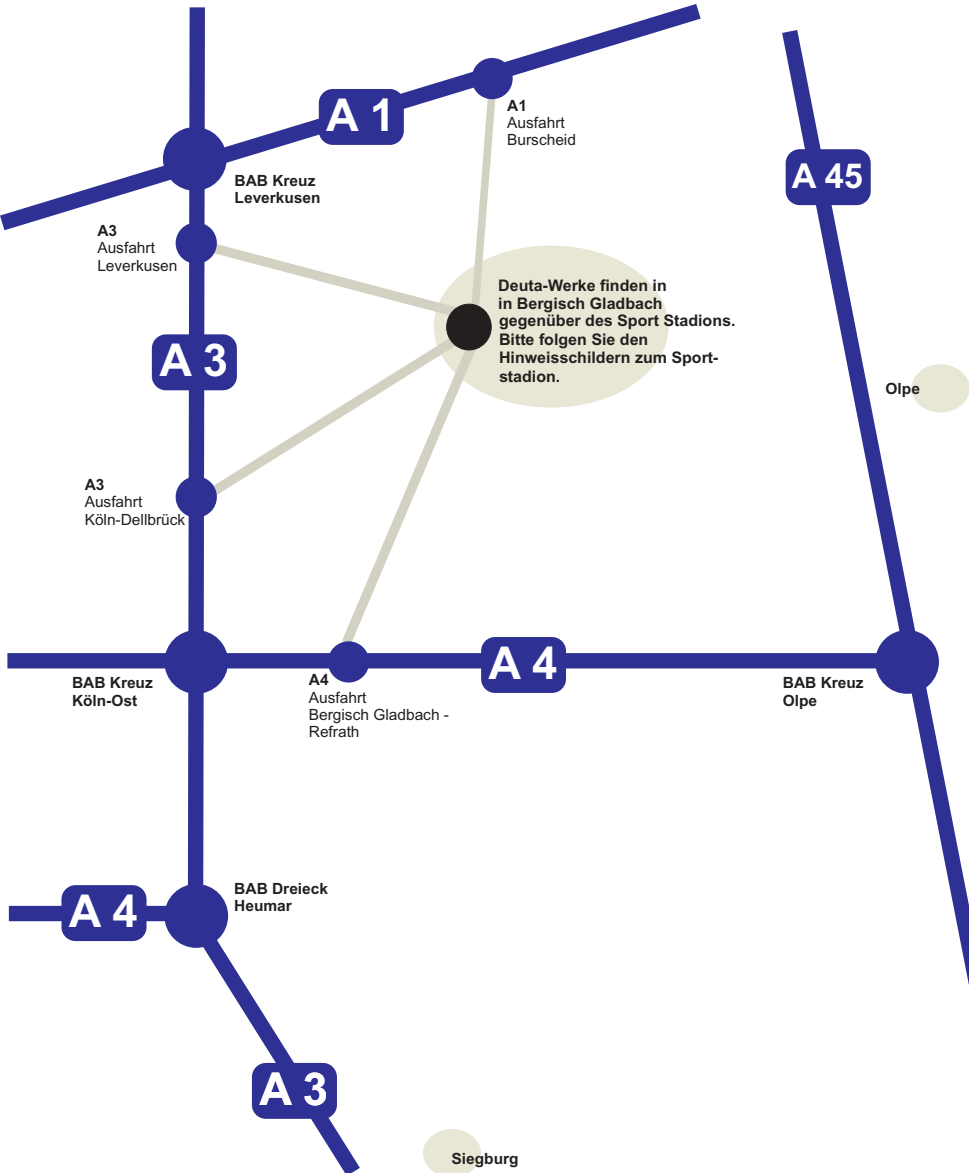 A 1
A1
Ausfahrt
Burscheid
A 45
BAB Kreuz
Leverkusen
A3
Ausfahrt
Leverkusen
Deuta-Werke finden in
in Bergisch Gladbach
gegenüber des Sport Stadions.
Bitte folgen Sie den
Hinweisschildern zum Sport-
stadion.
A 3
Olpe
A3
Ausfahrt
Köln-Dellbrück
A 4
BAB Kreuz
Köln-Ost
A4
Ausfahrt
Bergisch Gladbach -
Refrath
BAB Kreuz
Olpe
BAB Dreieck
Heumar
A 4
A 3
Siegburg